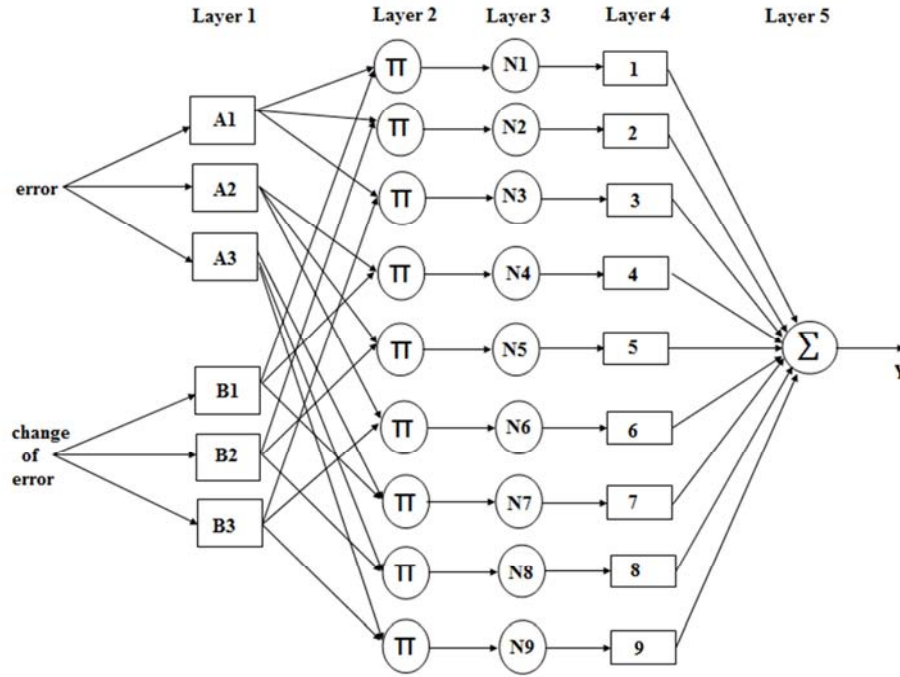 Layer 1
Layer 2
Layer 3
Layer 4
Layer 5
error
change
of
error
A1
A2
A3
B1
B2
B3
π
π
π
π
π
π
π
π
π
N1
N2
N3
N4
N5
N6
N7
N8
N9
1
2
3
4
5
6
7
8
9
Σ
Y